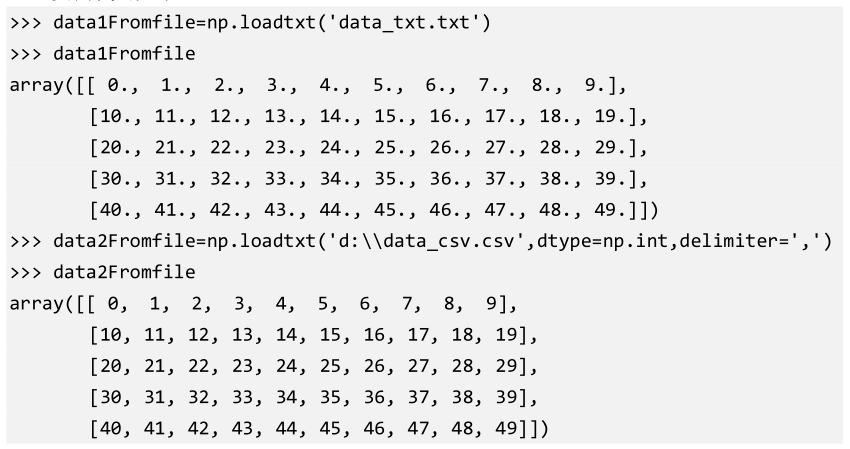 >>> data1Fromfile=np.loadtxt('data_txt.txt')
>>> data1Fromfile
array([[ 0.,  1.,  2.,  3.,  4.,  5.,  6.,  7.,  8.,  9.],
       [10., 11., 12., 13., 14., 15., 16., 17., 18., 19.],
       [20., 21., 22., 23., 24., 25., 26., 27., 28., 29.],
       [30., 31., 32., 33., 34., 35., 36., 37., 38., 39.],
       [40., 41., 42., 43., 44., 45., 46., 47., 48., 49.]])
>>> data2Fromfile=np.loadtxt('d:\\data_csv.csv',dtype=np.int,delimiter=',')
>>> data2Fromfile
array([[ 0,  1,  2,  3,  4,  5,  6,  7,  8,  9],
       [10, 11, 12, 13, 14, 15, 16, 17, 18, 19],
       [20, 21, 22, 23, 24, 25, 26, 27, 28, 29],
       [30, 31, 32, 33, 34, 35, 36, 37, 38, 39],
       [40, 41, 42, 43, 44, 45, 46, 47, 48, 49]])